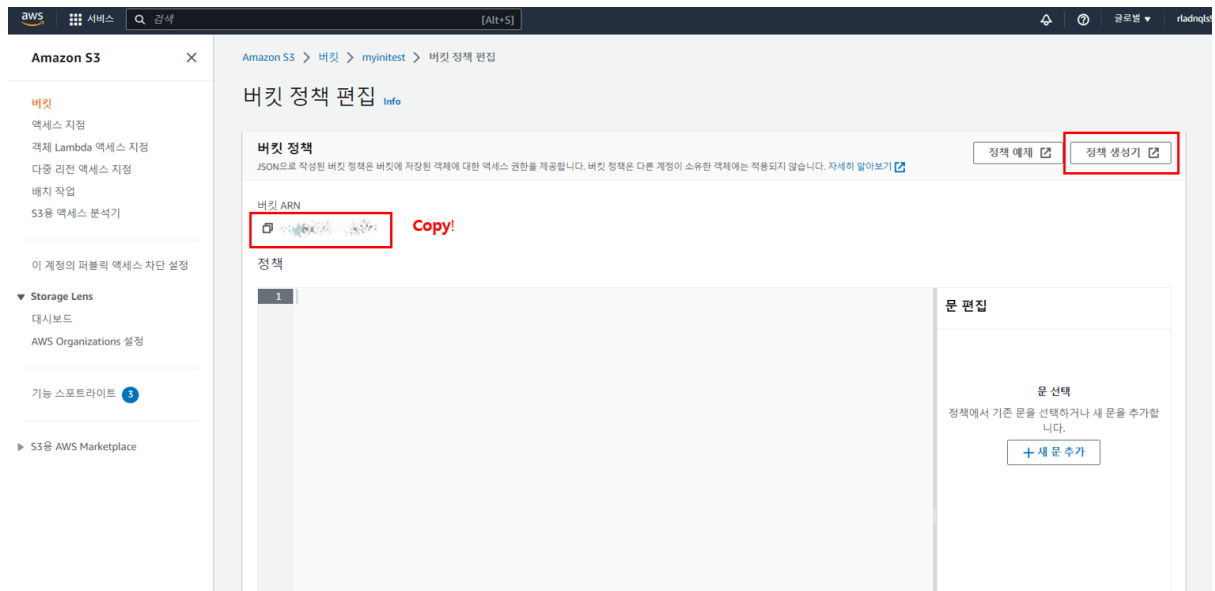 aws 서비스 검색 [Alt+S] 글로벌 ▼
Amazon S3
버킷
액세스 지점
객체 Lambda 액세스 지점
다중 리전 액세스 지점
배치 작업
S3용 액세스 분석기
이 계정의 퍼블릭 액세스 차단 설정
▼ Storage Lens
대시보드
AWS Organizations 설정
기능 스포트라이트 3
▶ S3용 AWS Marketplace
Amazon S3 > 버킷 > myinitest > 버킷 정책 편집
버킷 정책 편집 Info
버킷 정책
JSON으로 작성된 버킷 정책은 버킷에 저장된 객체에 대한 액세스 권한을 제공합니다. 버킷 정책은 다른 계정이 소유한 객체에는 적용되지 않습니다. 자세히 알아보기
정책 예제
정책 생성기
버킷 ARN
Copy!
정책
1
문 편집
문 선택
정책에서 기존 문을 선택하거나 새 문을 추가합
니다.
+ 새 문 추가